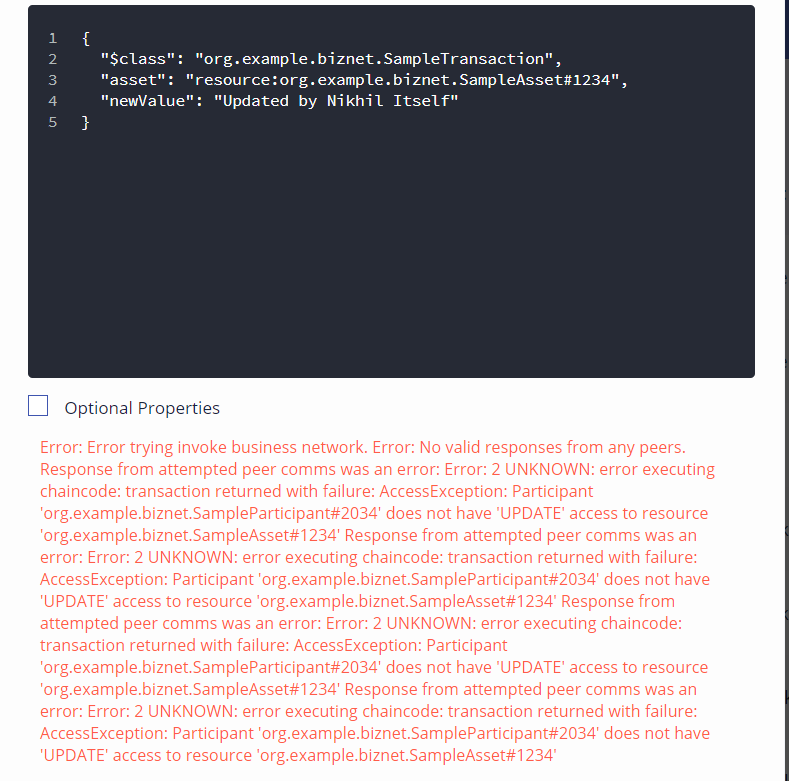 1 {
2 "$class": "org.example.biznet.SampleTransaction",
3 "asset": "resource:org.example.biznet.SampleAsset#1234",
4 "newValue": "Updated by Nikhil Itself"
5 }
Optional Properties
Error: Error trying invoke business network. Error: No valid responses from any peers.
Response from attempted peer comms was an error: Error: 2 UNKNOWN: error executing
chaincode: transaction returned with failure: AccessException: Participant
'org.example.biznet.SampleParticipant#2034' does not have 'UPDATE' access to resource
'org.example.biznet.SampleAsset#1234' Response from attempted peer comms was an
error: Error: 2 UNKNOWN: error executing chaincode: transaction returned with failure:
AccessException: Participant 'org.example.biznet.SampleParticipant#2034' does not have
'UPDATE' access to resource 'org.example.biznet.SampleAsset#1234' Response from
attempted peer comms was an error: Error: 2 UNKNOWN: error executing chaincode:
transaction returned with failure: AccessException: Participant
'org.example.biznet.SampleParticipant#2034' does not have 'UPDATE' access to resource
'org.example.biznet.SampleAsset#1234' Response from attempted peer comms was an
error: Error: 2 UNKNOWN: error executing chaincode: transaction returned with failure:
AccessException: Participant 'org.example.biznet.SampleParticipant#2034' does not have
'UPDATE' access to resource 'org.example.biznet.SampleAsset#1234'